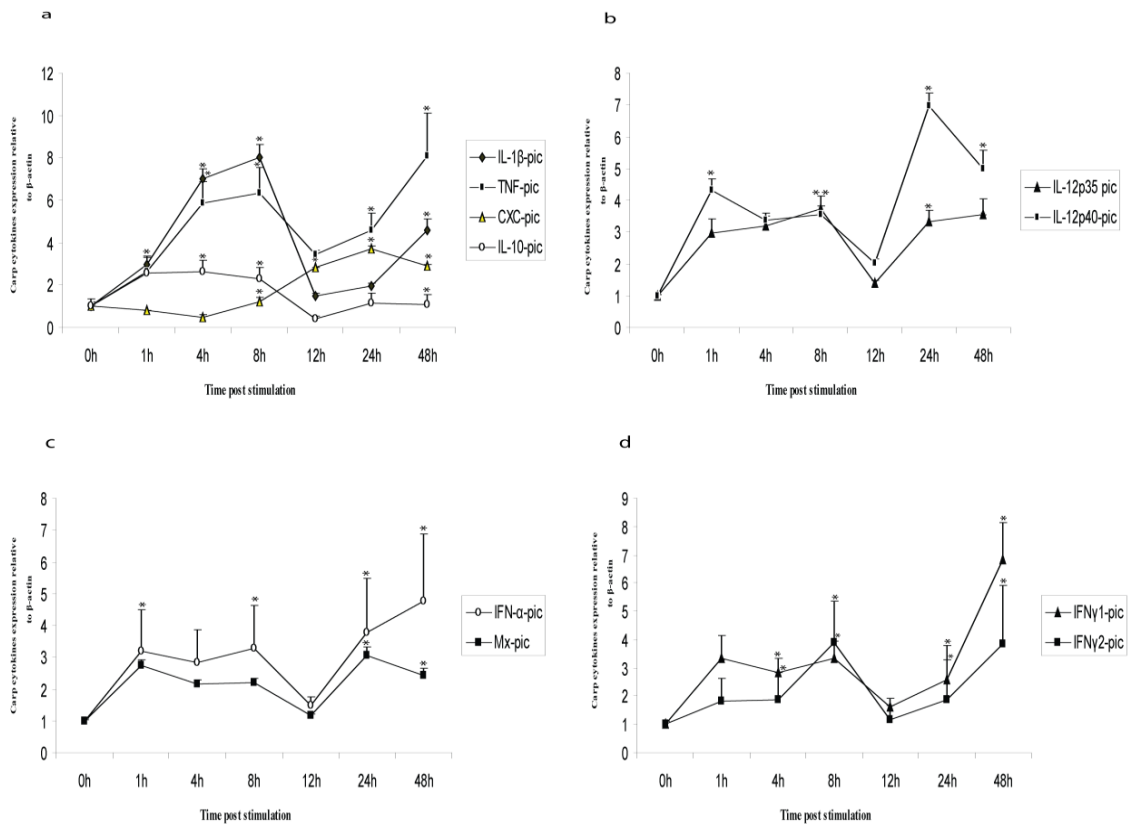 a
Carp cytokines expression relative
to β-actin
12
10
8
6
4
2
0
0h 1h 4h 8h 12h 24h 48h
Time post stimulation
* * * * * * * * * * * * * * * *
IL-1β-pic
TNF-pic
CXC-pic
IL-10-pic
b
Carp cytokines expression relative
to β-actin
8
7
6
5
4
3
2
1
0
0h 1h 4h 8h 12h 24h 48h
Time post stimulation
* * * * * *
IL-12p35 pic
IL-12p40-pic
c
Carp cytokines expression relative
to β-actin
8
7
6
5
4
3
2
1
0
0h 1h 4h 8h 12h 24h 48h
Time post stimulation
* * * * * *
IFN-α-pic
Mx-pic
d
Carp cytokines expression relative
to β-actin
9
8
7
6
5
4
3
2
1
0
0h 1h 4h 8h 12h 24h 48h
Time post stimulation
* * * * * * * *
IFNγ1-pic
IFNγ2-pic